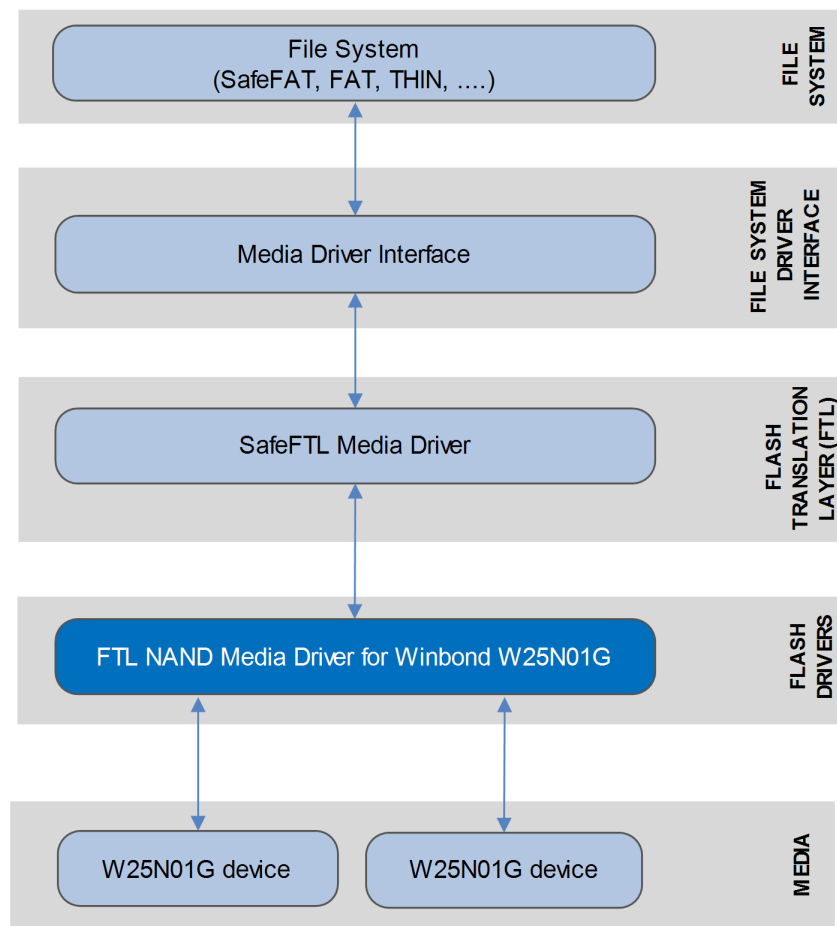 File System
(SafeFAT, FAT, THIN, ....)
FILE
SYSTEM
Media Driver Interface
FILE SYSTEM
DRIVER
INTERFACE
SafeFTL Media Driver
FLASH
TRANSLATION
LAYER (FTL)
FTL NAND Media Driver for Winbond W25N01G
FLASH
DRIVERS
W25N01G device
W25N01G device
MEDIA